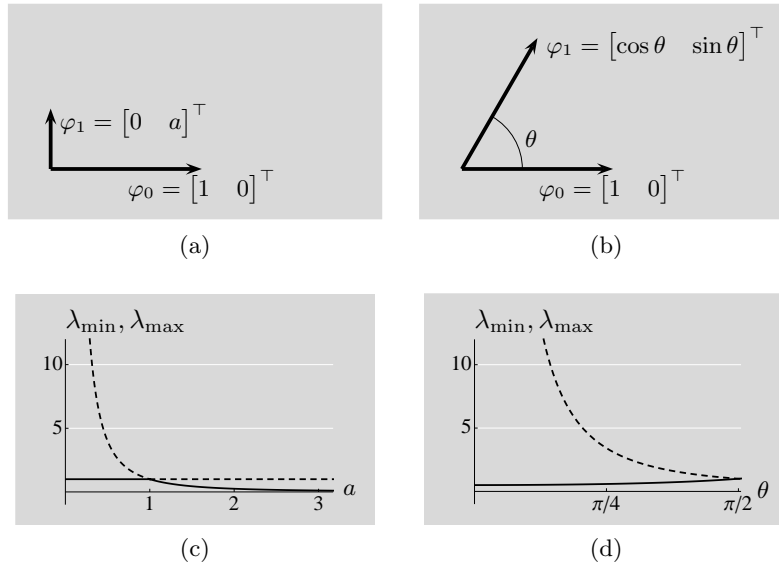 φ₁ = [0 a]^⊤
φ₀ = [1 0]^⊤
(a)
φ₁ = [cos θ sin θ]^⊤
θ
φ₀ = [1 0]^⊤
(b)
λmin, λmax
10
5
1 2 3 a
(c)
λmin, λmax
10
5
π/4 π/2 θ
(d)